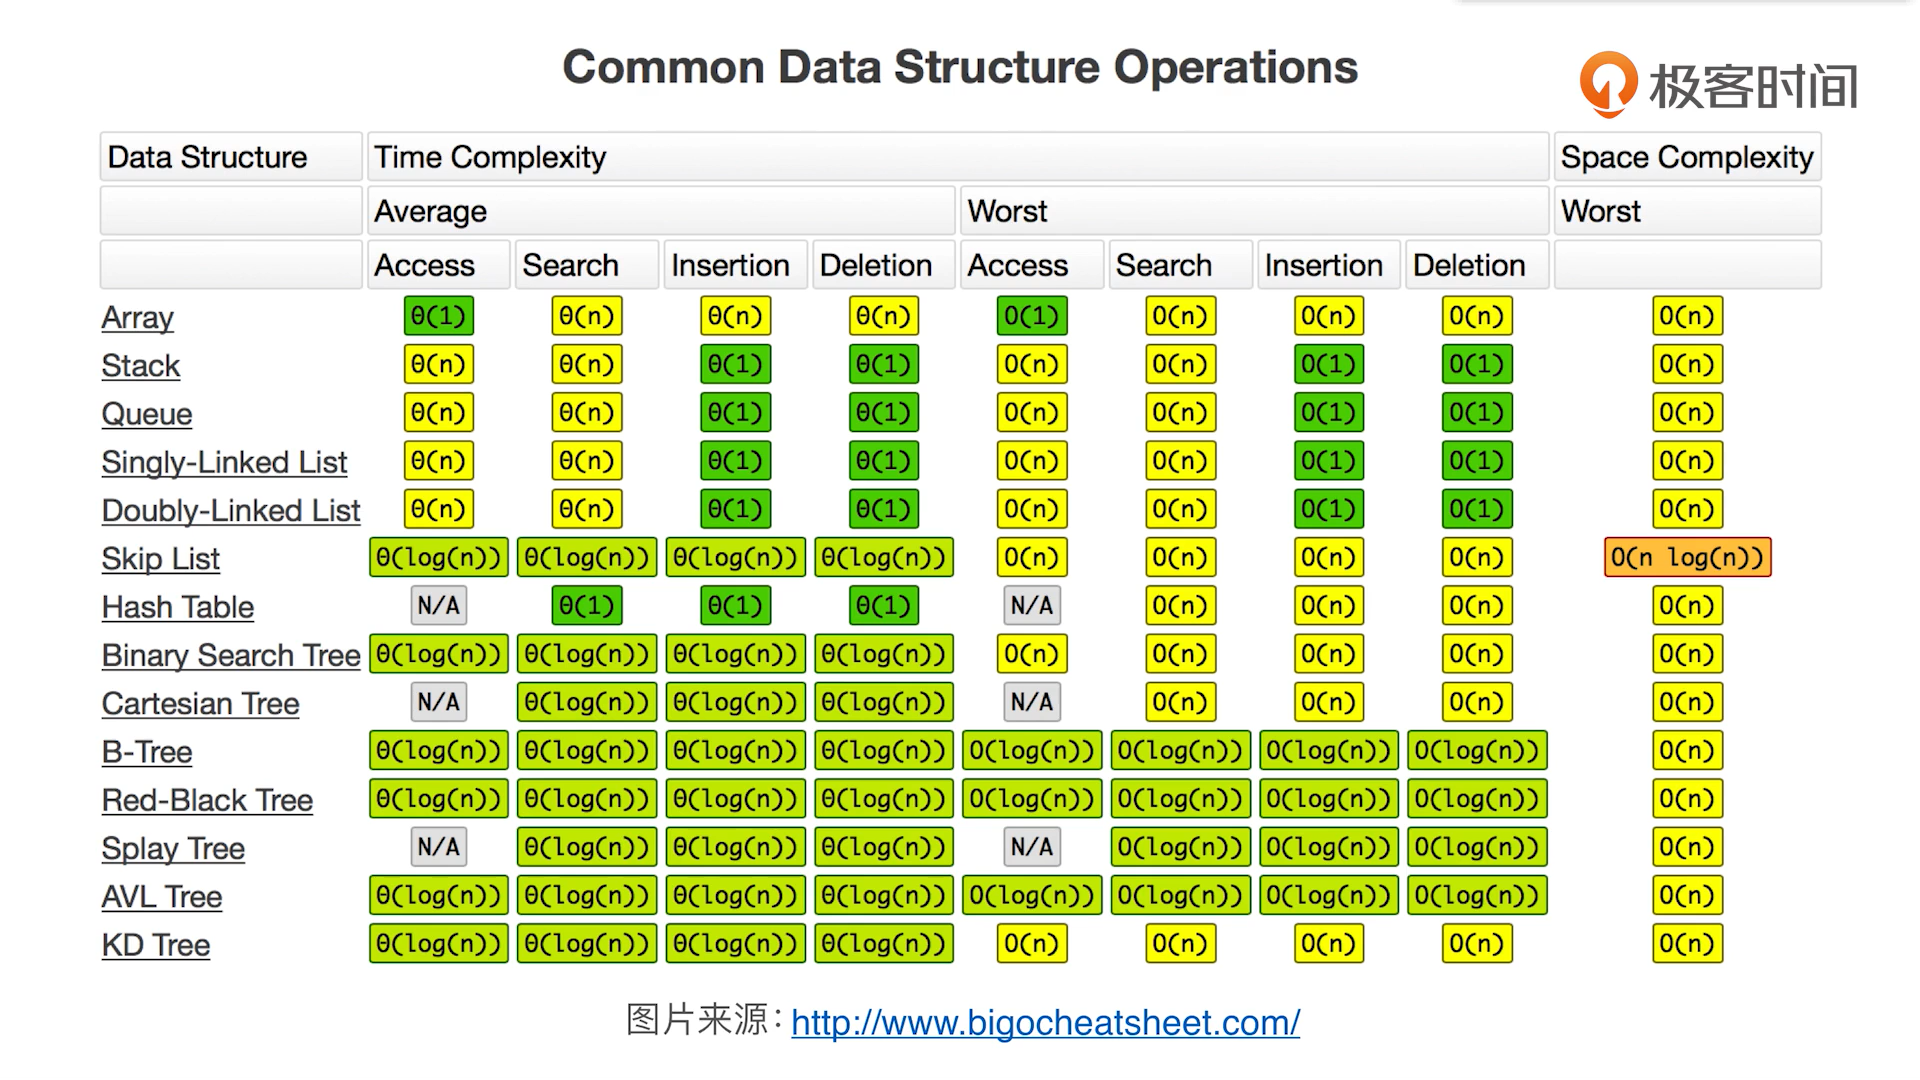 Common Data Structure Operations
极客时间
Data Structure Time Complexity Space Complexity
Average Worst Worst
Access Search Insertion Deletion Access Search Insertion Deletion
Array Θ(1) Θ(n) Θ(n) Θ(n) O(1) O(n) O(n) O(n) O(n)
Stack Θ(n) Θ(n) Θ(1) Θ(1) O(n) O(n) O(1) O(1) O(n)
Queue Θ(n) Θ(n) Θ(1) Θ(1) O(n) O(n) O(1) O(1) O(n)
Singly-Linked List Θ(n) Θ(n) Θ(1) Θ(1) O(n) O(n) O(1) O(1) O(n)
Doubly-Linked List Θ(n) Θ(n) Θ(1) Θ(1) O(n) O(n) O(1) O(1) O(n)
Skip List Θ(log(n)) Θ(log(n)) Θ(log(n)) Θ(log(n)) O(n) O(n) O(n) O(n) O(n log(n))
Hash Table N/A Θ(1) Θ(1) Θ(1) N/A O(n) O(n) O(n) O(n)
Binary Search Tree Θ(log(n)) Θ(log(n)) Θ(log(n)) Θ(log(n)) O(n) O(n) O(n) O(n) O(n)
Cartesian Tree N/A Θ(log(n)) Θ(log(n)) Θ(log(n)) N/A O(n) O(n) O(n) O(n)
B-Tree Θ(log(n)) Θ(log(n)) Θ(log(n)) Θ(log(n)) O(log(n)) O(log(n)) O(log(n)) O(log(n)) O(n)
Red-Black Tree Θ(log(n)) Θ(log(n)) Θ(log(n)) Θ(log(n)) O(log(n)) O(log(n)) O(log(n)) O(log(n)) O(n)
Splay Tree N/A Θ(log(n)) Θ(log(n)) Θ(log(n)) N/A O(log(n)) O(log(n)) O(log(n)) O(n)
AVL Tree Θ(log(n)) Θ(log(n)) Θ(log(n)) Θ(log(n)) O(log(n)) O(log(n)) O(log(n)) O(log(n)) O(n)
KD Tree Θ(log(n)) Θ(log(n)) Θ(log(n)) Θ(log(n)) O(n) O(n) O(n) O(n) O(n)
图片来源：http://www.bigocheatsheet.com/